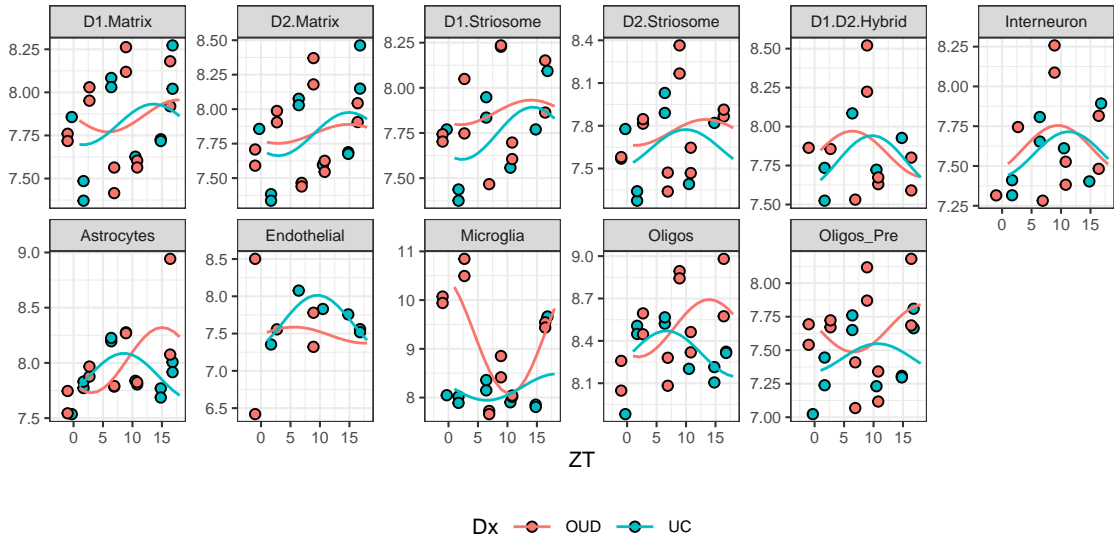 D1.Matrix D2.Matrix D1.Striosome D2.Striosome D1.D2.Hybrid Interneuron
8.25 8.00 7.75 7.50
8.50 8.25 8.00 7.75 7.50
8.25 8.00 7.75 7.50
8.4 8.1 7.8 7.5
8.50 8.25 8.00 7.75 7.50
8.25 8.00 7.75 7.50 7.25
0 5 10 15
Astrocytes Endothelial Microglia Oligos Oligos_Pre
9.0 8.5 8.0 7.5
8.5 8.0 7.5 7.0 6.5
11 10 9 8
9.0 8.7 8.4 8.1
8.00 7.75 7.50 7.25 7.00
0 5 10 15 0 5 10 15 0 5 10 15 0 5 10 15 0 5 10 15
ZT
Dx OUD UC